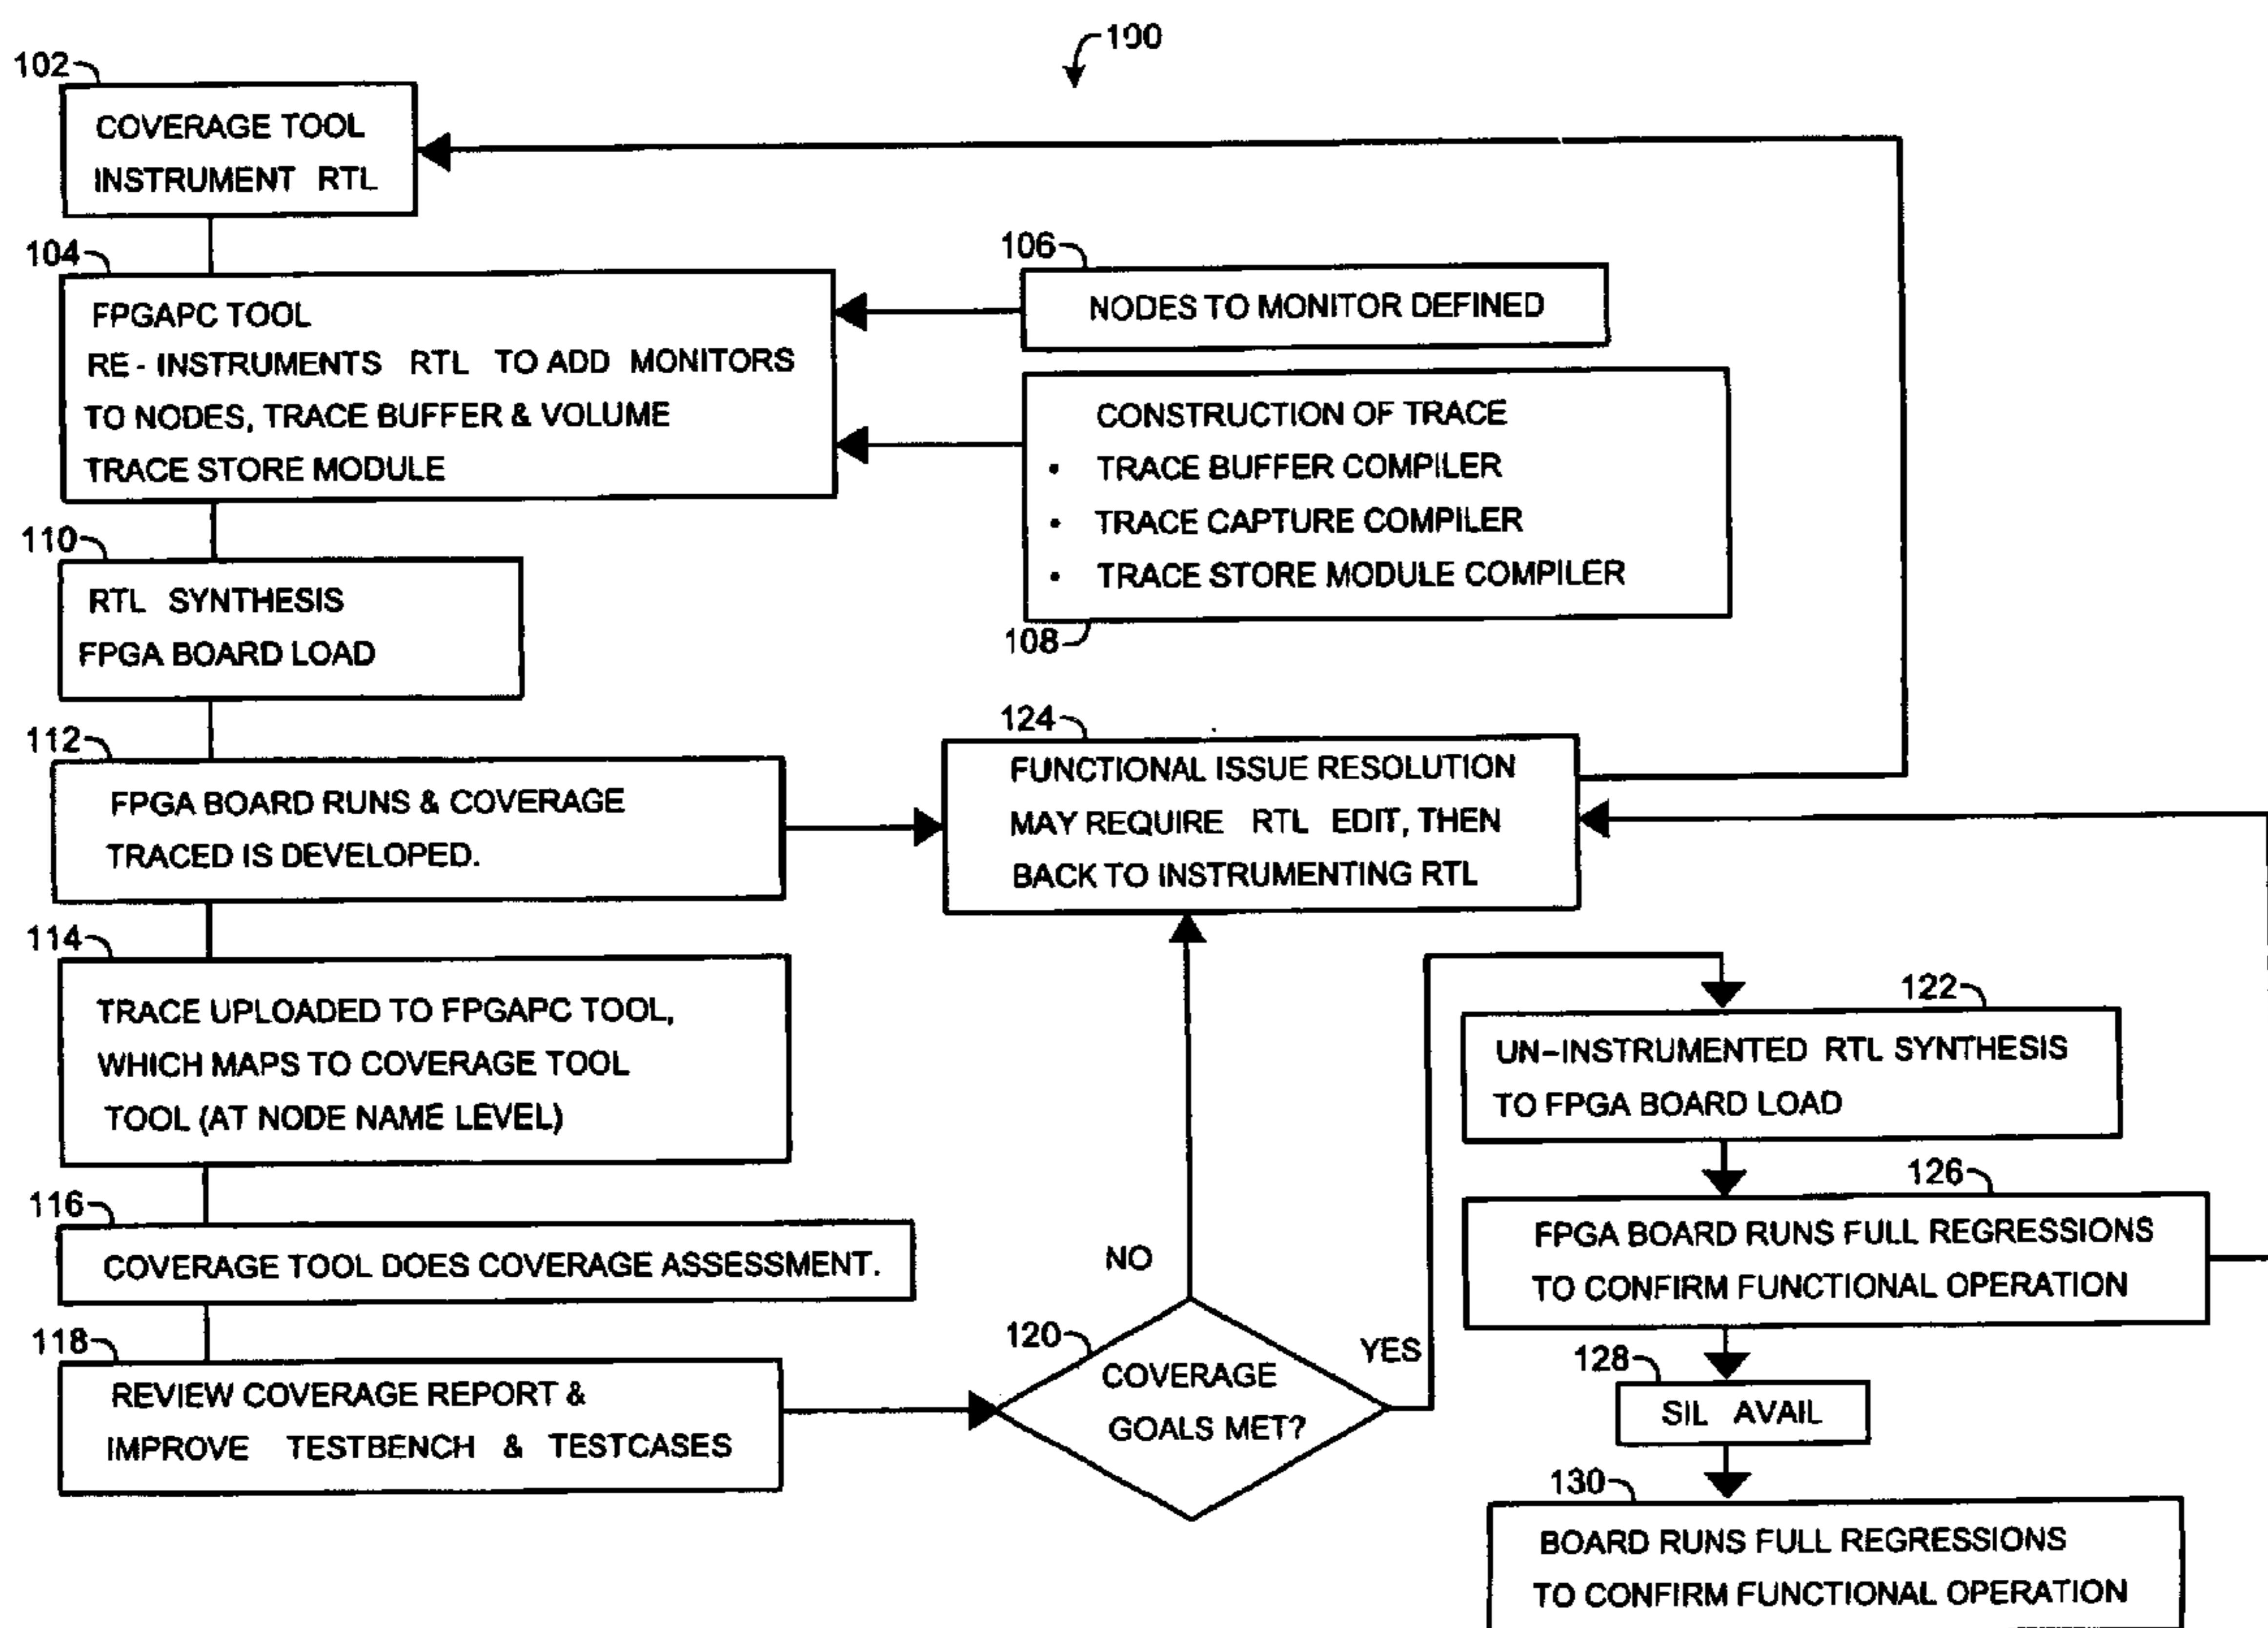 100
102
COVERAGE TOOL
INSTRUMENT RTL
104
FPGAPC TOOL
RE - INSTRUMENTS RTL TO ADD MONITORS
TO NODES, TRACE BUFFER & VOLUME
TRACE STORE MODULE
106
NODES TO MONITOR DEFINED
CONSTRUCTION OF TRACE
• TRACE BUFFER COMPILER
• TRACE CAPTURE COMPILER
• TRACE STORE MODULE COMPILER
108
110
RTL SYNTHESIS
FPGA BOARD LOAD
112
FPGA BOARD RUNS & COVERAGE
TRACED IS DEVELOPED.
124
FUNCTIONAL ISSUE RESOLUTION
MAY REQUIRE RTL EDIT, THEN
BACK TO INSTRUMENTING RTL
114
TRACE UPLOADED TO FPGAPC TOOL,
WHICH MAPS TO COVERAGE TOOL
TOOL (AT NODE NAME LEVEL)
116
COVERAGE TOOL DOES COVERAGE ASSESSMENT.
118
REVIEW COVERAGE REPORT &
IMPROVE TESTBENCH & TESTCASES
120
COVERAGE
GOALS MET?
NO
YES
122
UN-INSTRUMENTED RTL SYNTHESIS
TO FPGA BOARD LOAD
126
FPGA BOARD RUNS FULL REGRESSIONS
TO CONFIRM FUNCTIONAL OPERATION
128
SIL AVAIL
130
BOARD RUNS FULL REGRESSIONS
TO CONFIRM FUNCTIONAL OPERATION